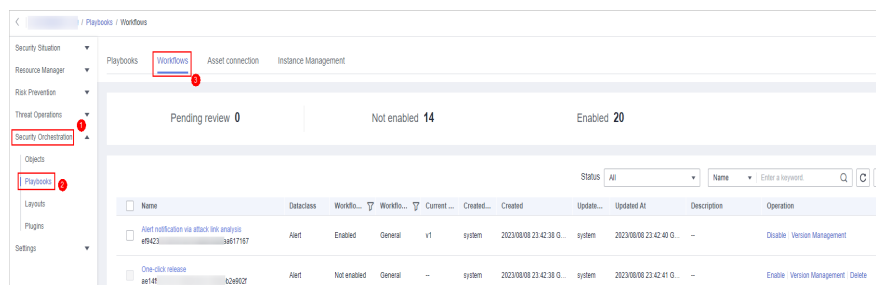 / Playbooks / Workflows
Security Situation
Resource Manager
Risk Prevention
Threat Operations
1
Security Orchestration
Objects
Playbooks 2
Layouts
Plugins
Settings
Playbooks Workflows Asset connection Instance Management
3
Pending review 0 Not enabled 14 Enabled 20
Status All Name Enter a keyword.
Name Dataclass Workflo... Workflo... Current ... Created... Created Update... Updated At Description Operation
Alert notification via attack link analysis
ef9423 aa617167 Alert Enabled General v1 system 2023/08/08 23:42:38 G... system 2023/08/08 23:42:40 G... -- Disable Version Management
One-click release
ae14f b2e902f Alert Not enabled General -- system 2023/08/08 23:42:38 G... system 2023/08/08 23:42:41 G... -- Enable Version Management Delete